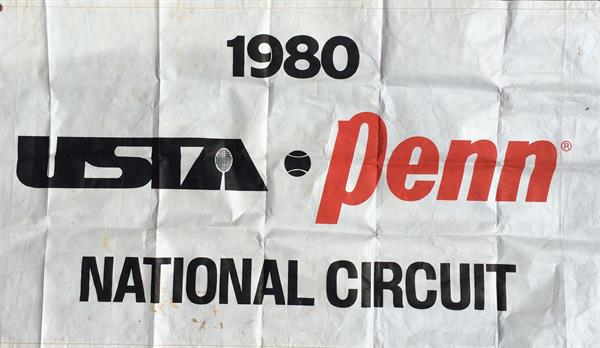 1980
USTA Penn®
NATIONAL CIRCUIT